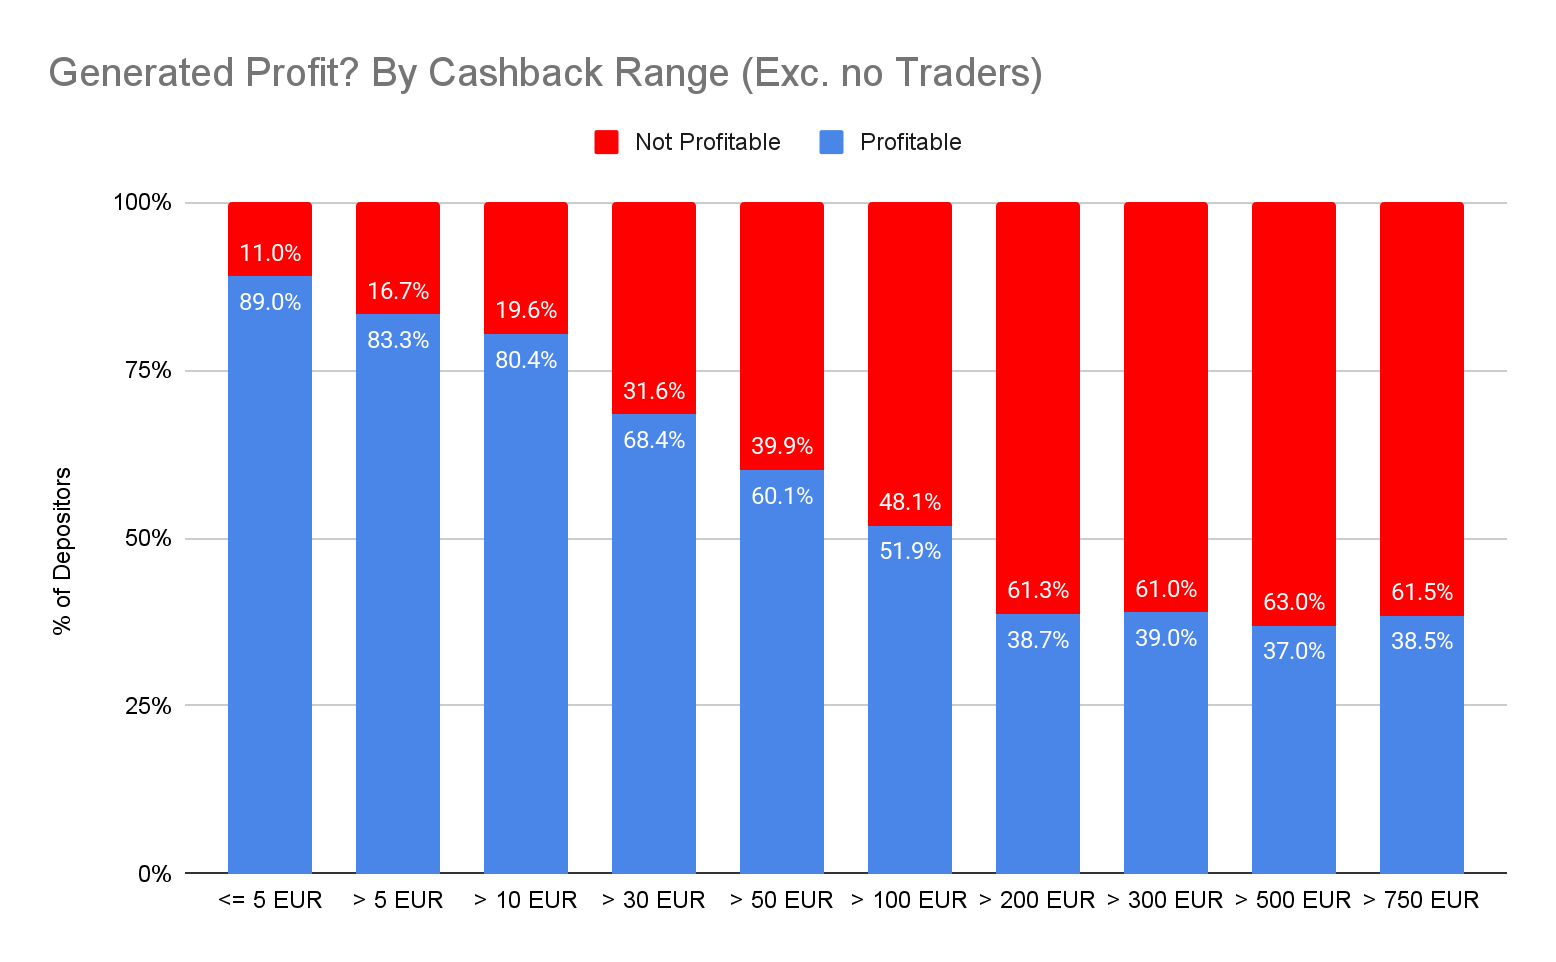 Generated Profit? By Cashback Range (Exc. no Traders)
Not Profitable Profitable
100%
75%
50%
25%
0%
% of Depositors
11.0% 16.7% 19.6% 31.6% 39.9% 48.1% 61.3% 61.0% 63.0% 61.5%
89.0% 83.3% 80.4% 68.4% 60.1% 51.9% 38.7% 39.0% 37.0% 38.5%
<= 5 EUR > 5 EUR > 10 EUR > 30 EUR > 50 EUR > 100 EUR > 200 EUR > 300 EUR > 500 EUR > 750 EUR